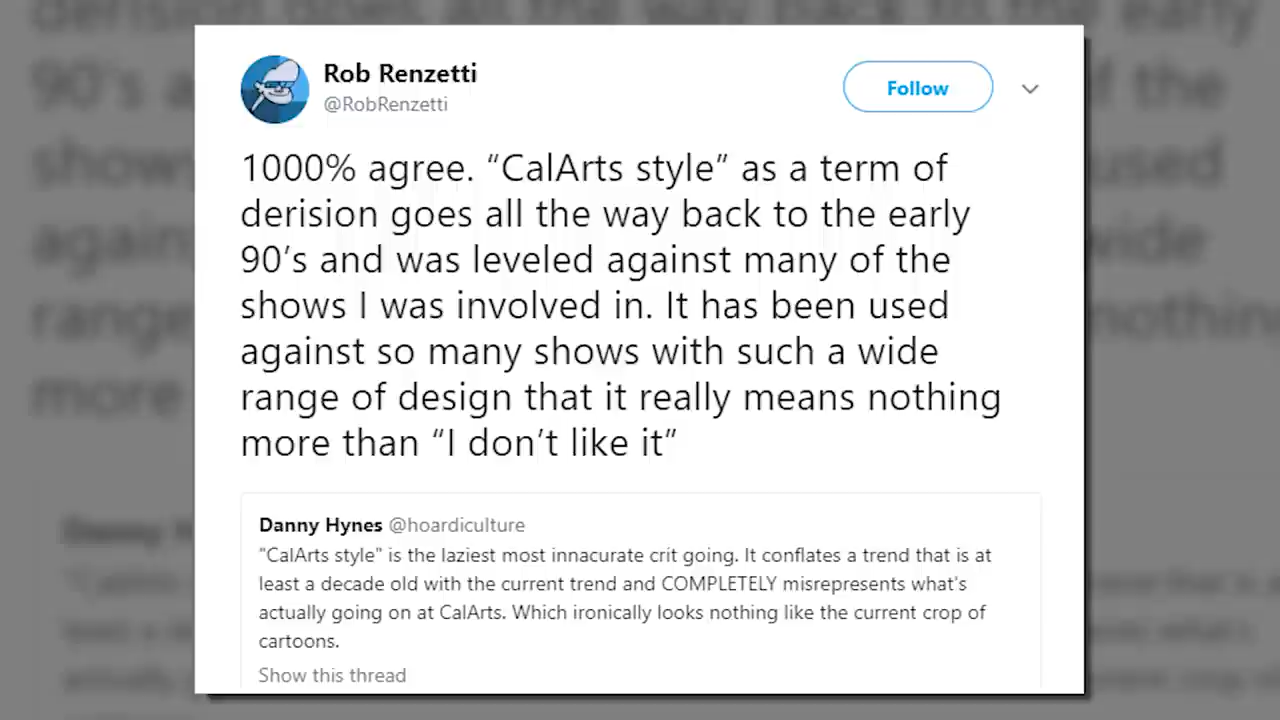 Rob Renzetti
@RobRenzetti
Follow
1000% agree. “CalArts style” as a term of
derision goes all the way back to the early
90’s and was leveled against many of the
shows I was involved in. It has been used
against so many shows with such a wide
range of design that it really means nothing
more than “I don’t like it”
Danny Hynes @hoardiculture
"CalArts style" is the laziest most innacurate crit going. It conflates a trend that is at
least a decade old with the current trend and COMPLETELY misrepresents what's
actually going on at CalArts. Which ironically looks nothing like the current crop of
cartoons.
Show this thread